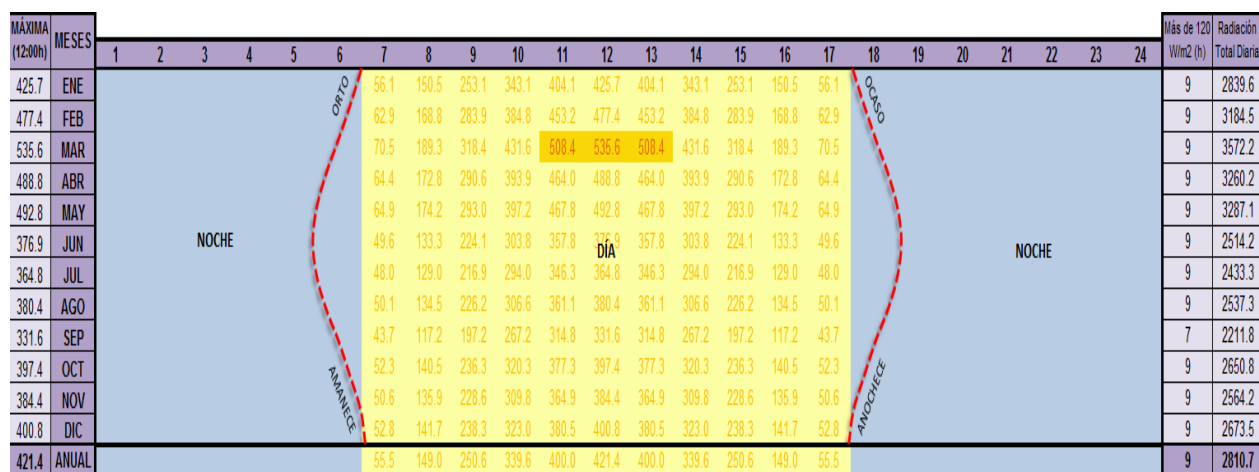 MÁXIMA (12:00h) MESES 1 2 3 4 5 6 7 8 9 10 11 12 13 14 15 16 17 18 19 20 21 22 23 24 Más de 120 W/m2 (h) Radiación Total Diaria
425.7 ENE 56.1 150.5 253.1 343.1 404.1 425.7 404.1 343.1 253.1 150.5 56.1 9 2839.6
ORTO OCASO
477.4 FEB 62.9 168.8 283.9 384.8 453.2 477.4 453.2 384.8 283.9 168.8 62.9 9 3184.5
535.6 MAR 70.5 189.3 318.4 431.6 508.4 535.6 508.4 431.6 318.4 189.3 70.5 9 3572.2
488.8 ABR 64.4 172.8 290.6 393.9 464.0 488.8 464.0 393.9 290.6 172.8 64.4 9 3260.2
492.8 MAY 64.9 174.2 293.0 397.2 467.8 492.8 467.8 397.2 293.0 174.2 64.9 9 3287.1
376.9 JUN 49.6 133.3 224.1 303.8 357.8 376.9 357.8 303.8 224.1 133.3 49.6 9 2514.2
NOCHE DÍA NOCHE
364.8 JUL 48.0 129.0 216.9 294.0 346.3 364.8 346.3 294.0 216.9 129.0 48.0 9 2433.3
380.4 AGO 50.1 134.5 226.2 306.6 361.1 380.4 361.1 306.6 226.2 134.5 50.1 9 2537.3
331.6 SEP 43.7 117.2 197.2 267.2 314.8 331.6 314.8 267.2 197.2 117.2 43.7 7 2211.8
397.4 OCT 52.3 140.5 236.3 320.3 377.3 397.4 377.3 320.3 236.3 140.5 52.3 9 2650.8
AMANECE ANOCHECE
384.4 NOV 50.6 135.9 228.6 309.8 364.9 384.4 364.9 309.8 228.6 135.9 50.6 9 2564.2
400.8 DIC 52.8 141.7 238.3 323.0 380.5 400.8 380.5 323.0 238.3 141.7 52.8 9 2673.5
421.4 ANUAL 55.5 149.0 250.6 339.6 400.0 421.4 400.0 339.6 250.6 149.0 55.5 9 2810.7